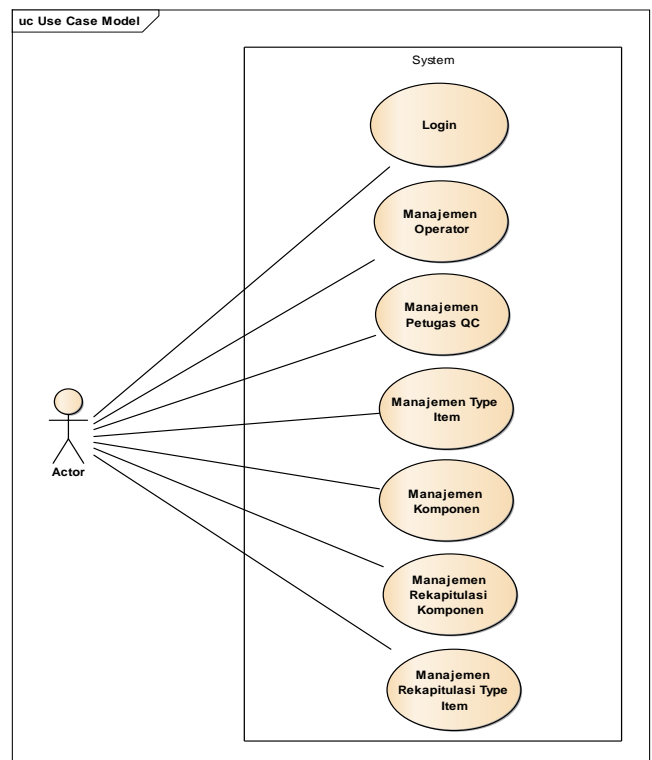 uc Use Case Model
System
Login
Manajemen
Operator
Manajemen
Petugas QC
Manajemen Type
Item
Manajemen
Komponen
Manajemen
Rekapitulasi
Komponen
Manajemen
Rekapitulasi Type
Item
Actor